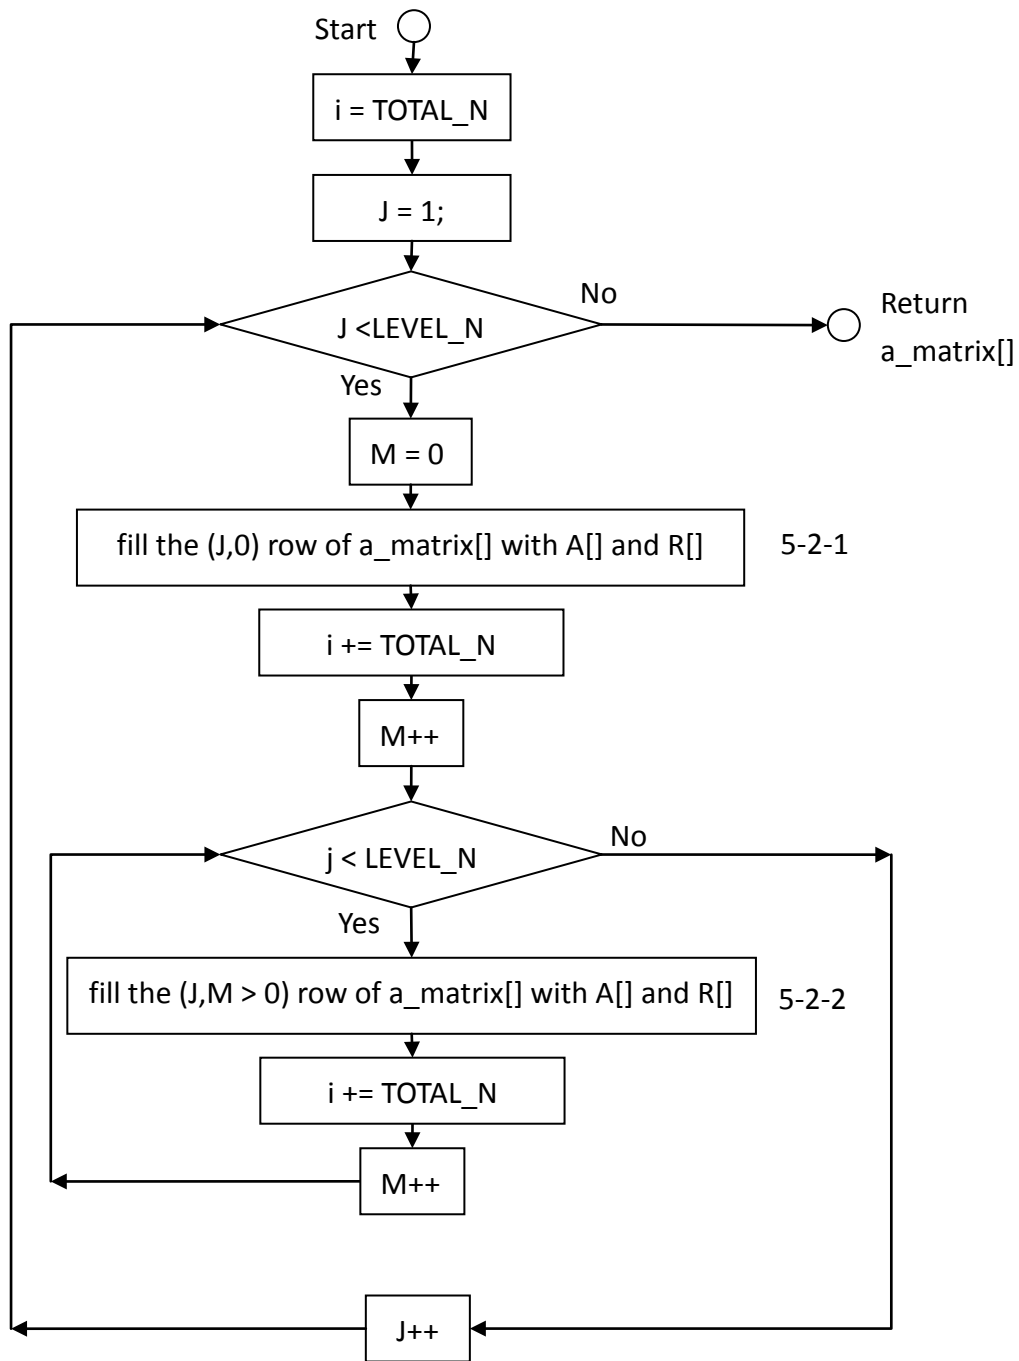 Start
i = TOTAL_N
J = 1;
J <LEVEL_N
No
Return
a_matrix[]
Yes
M = 0
fill the (J,0) row of a_matrix[] with A[] and R[]
5-2-1
i += TOTAL_N
M++
j < LEVEL_N
No
Yes
fill the (J,M > 0) row of a_matrix[] with A[] and R[]
5-2-2
i += TOTAL_N
M++
J++